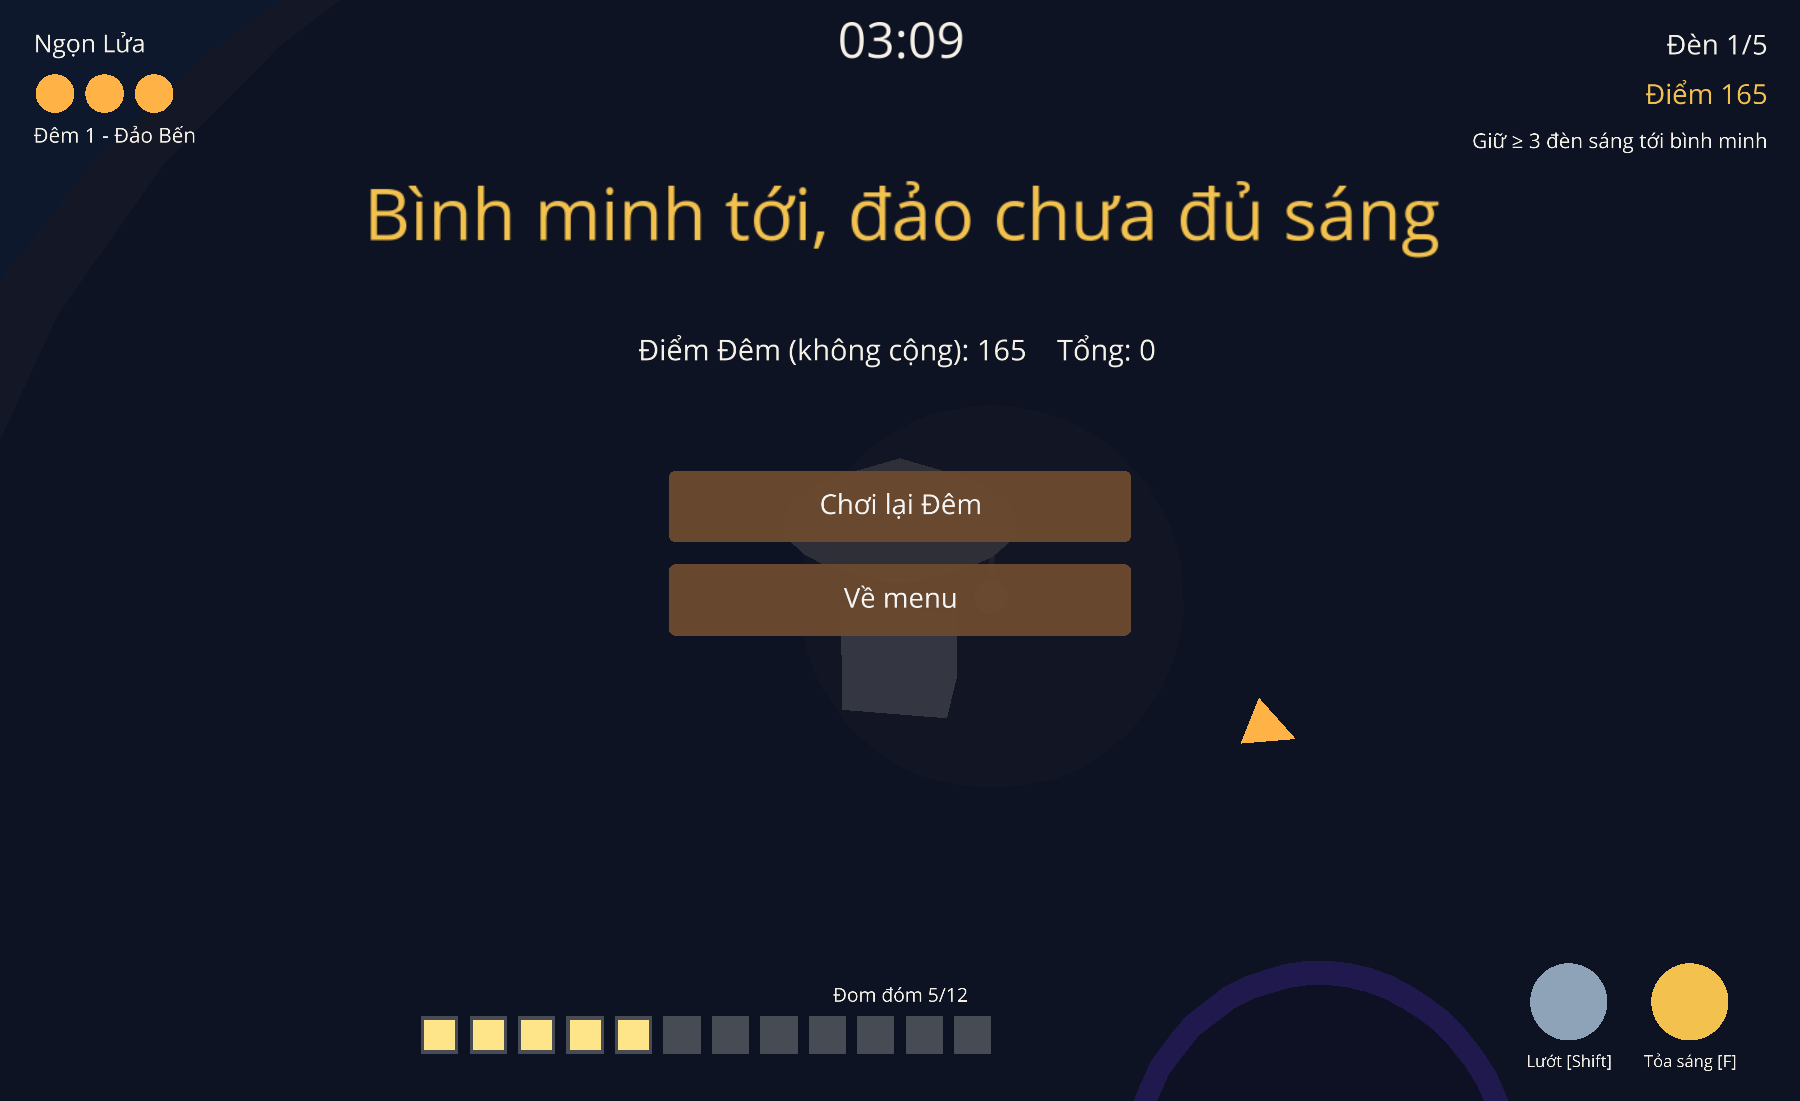 Ngọn Lửa
03:09
Đèn 1/5
Điểm 165
Đêm 1 - Đảo Bến
Giữ ≥ 3 đèn sáng tới bình minh
Bình minh tới, đảo chưa đủ sáng
Điểm Đêm (không cộng): 165 Tổng: 0
Chơi lại Đêm
Về menu
Đom đóm 5/12
Lướt [Shift]
Tỏa sáng [F]